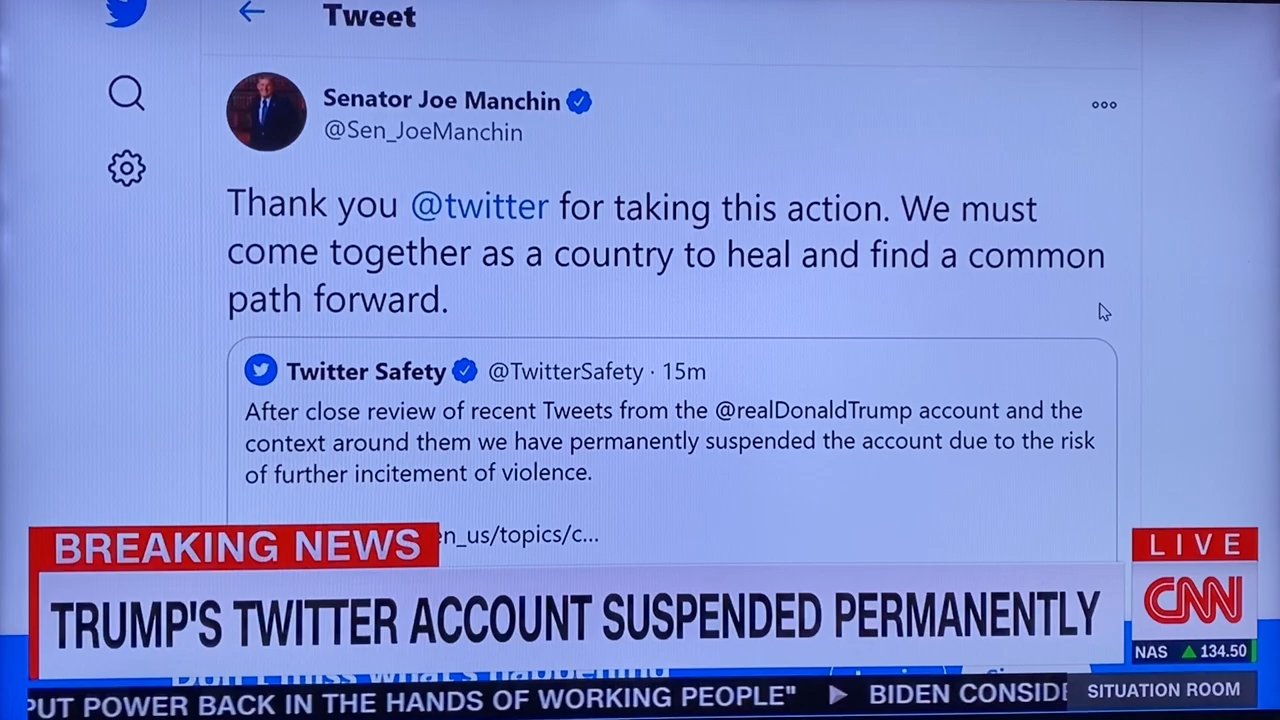 Tweet
Senator Joe Manchin
@Sen_JoeManchin
Thank you @twitter for taking this action. We must
come together as a country to heal and find a common
path forward.
Twitter Safety @TwitterSafety · 15m
After close review of recent Tweets from the @realDonaldTrump account and the
context around them we have permanently suspended the account due to the risk
of further incitement of violence.
en_us/topics/c...
BREAKING NEWS
LIVE
TRUMP'S TWITTER ACCOUNT SUSPENDED PERMANENTLY
CNN
NAS ▲ 134.50
Don't miss what's happening
PUT POWER BACK IN THE HANDS OF WORKING PEOPLE" ▶ BIDEN CONSIDE
SITUATION ROOM